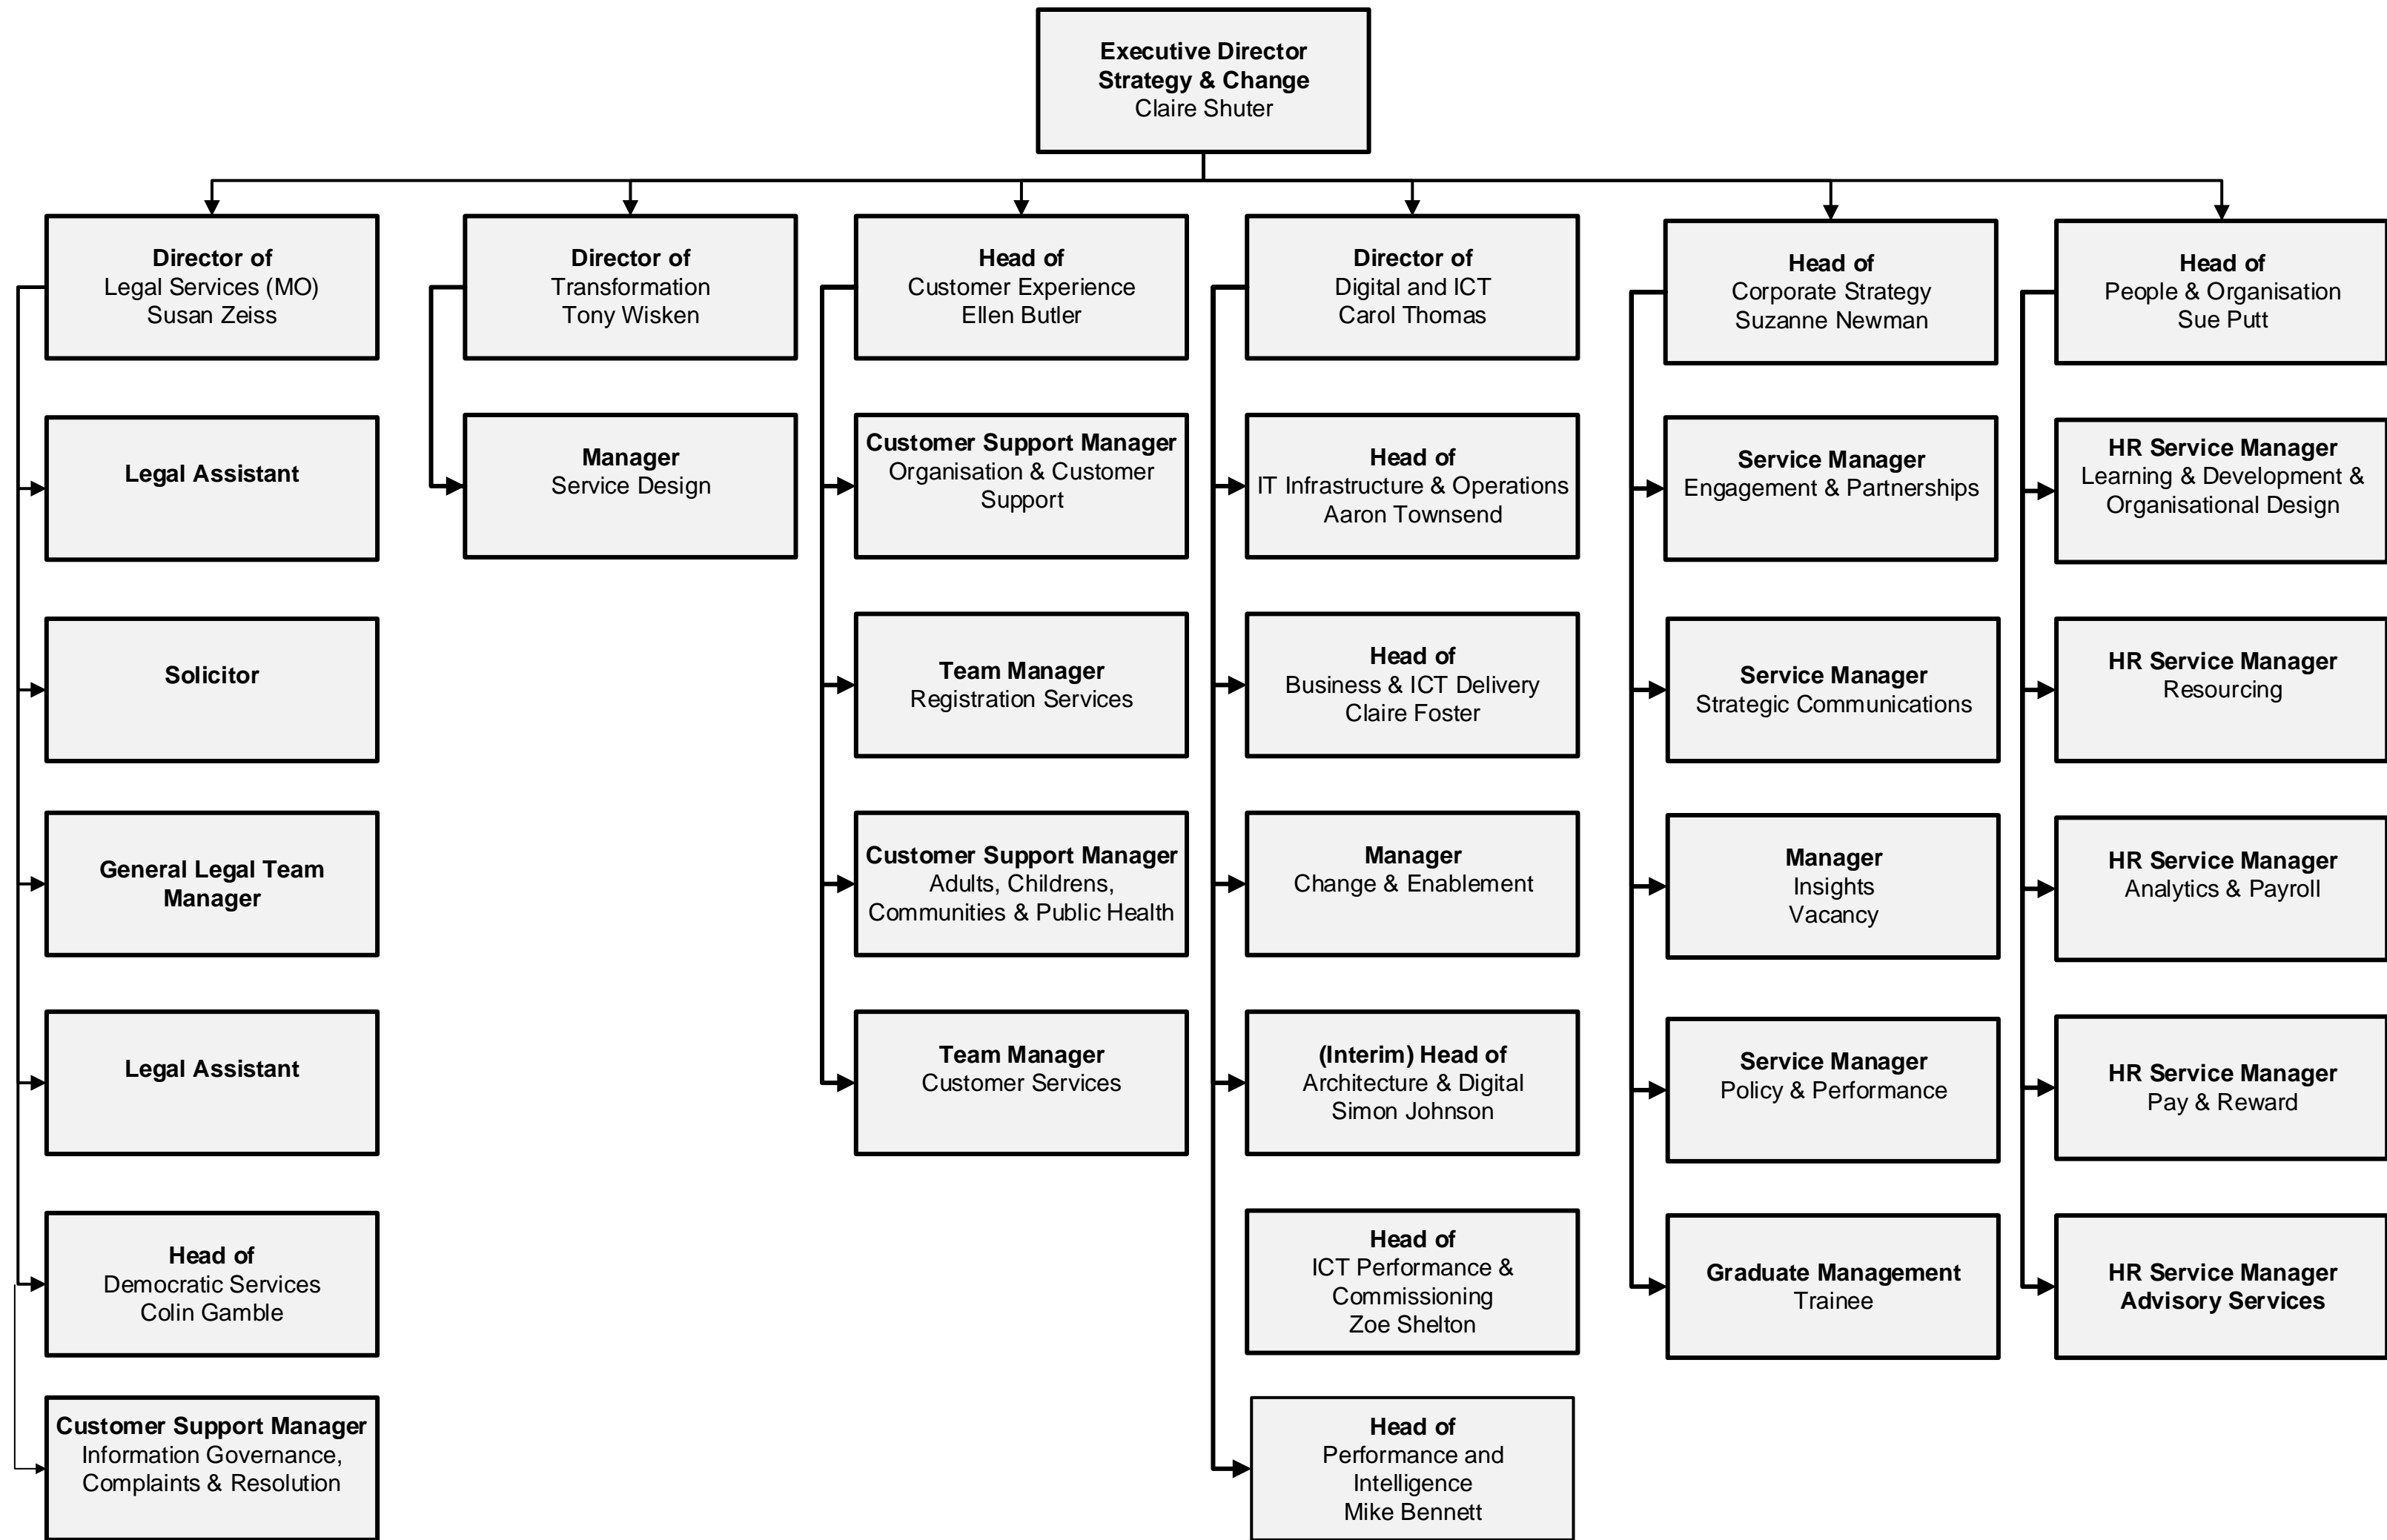 Executive Director
Strategy & Change
Claire Shuter
Director of
Legal Services (MO)
Susan Zeiss
Director of
Transformation
Tony Wisken
Head of
Customer Experience
Ellen Butler
Director of
Digital and ICT
Carol Thomas
Head of
Corporate Strategy
Suzanne Newman
Head of
People & Organisation
Sue Putt
Legal Assistant
Manager
Service Design
Customer Support Manager
Organisation & Customer
Support
Head of
IT Infrastructure & Operations
Aaron Townsend
Service Manager
Engagement & Partnerships
HR Service Manager
Learning & Development &
Organisational Design
Solicitor
Team Manager
Registration Services
Head of
Business & ICT Delivery
Claire Foster
Service Manager
Strategic Communications
HR Service Manager
Resourcing
General Legal Team
Manager
Customer Support Manager
Adults, Childrens,
Communities & Public Health
Manager
Change & Enablement
Manager
Insights
Vacancy
HR Service Manager
Analytics & Payroll
Legal Assistant
Team Manager
Customer Services
(Interim) Head of
Architecture & Digital
Simon Johnson
Service Manager
Policy & Performance
HR Service Manager
Pay & Reward
Head of
Democratic Services
Colin Gamble
Head of
ICT Performance &
Commissioning
Zoe Shelton
Graduate Management
Trainee
HR Service Manager
Advisory Services
Customer Support Manager
Information Governance,
Complaints & Resolution
Head of
Performance and
Intelligence
Mike Bennett